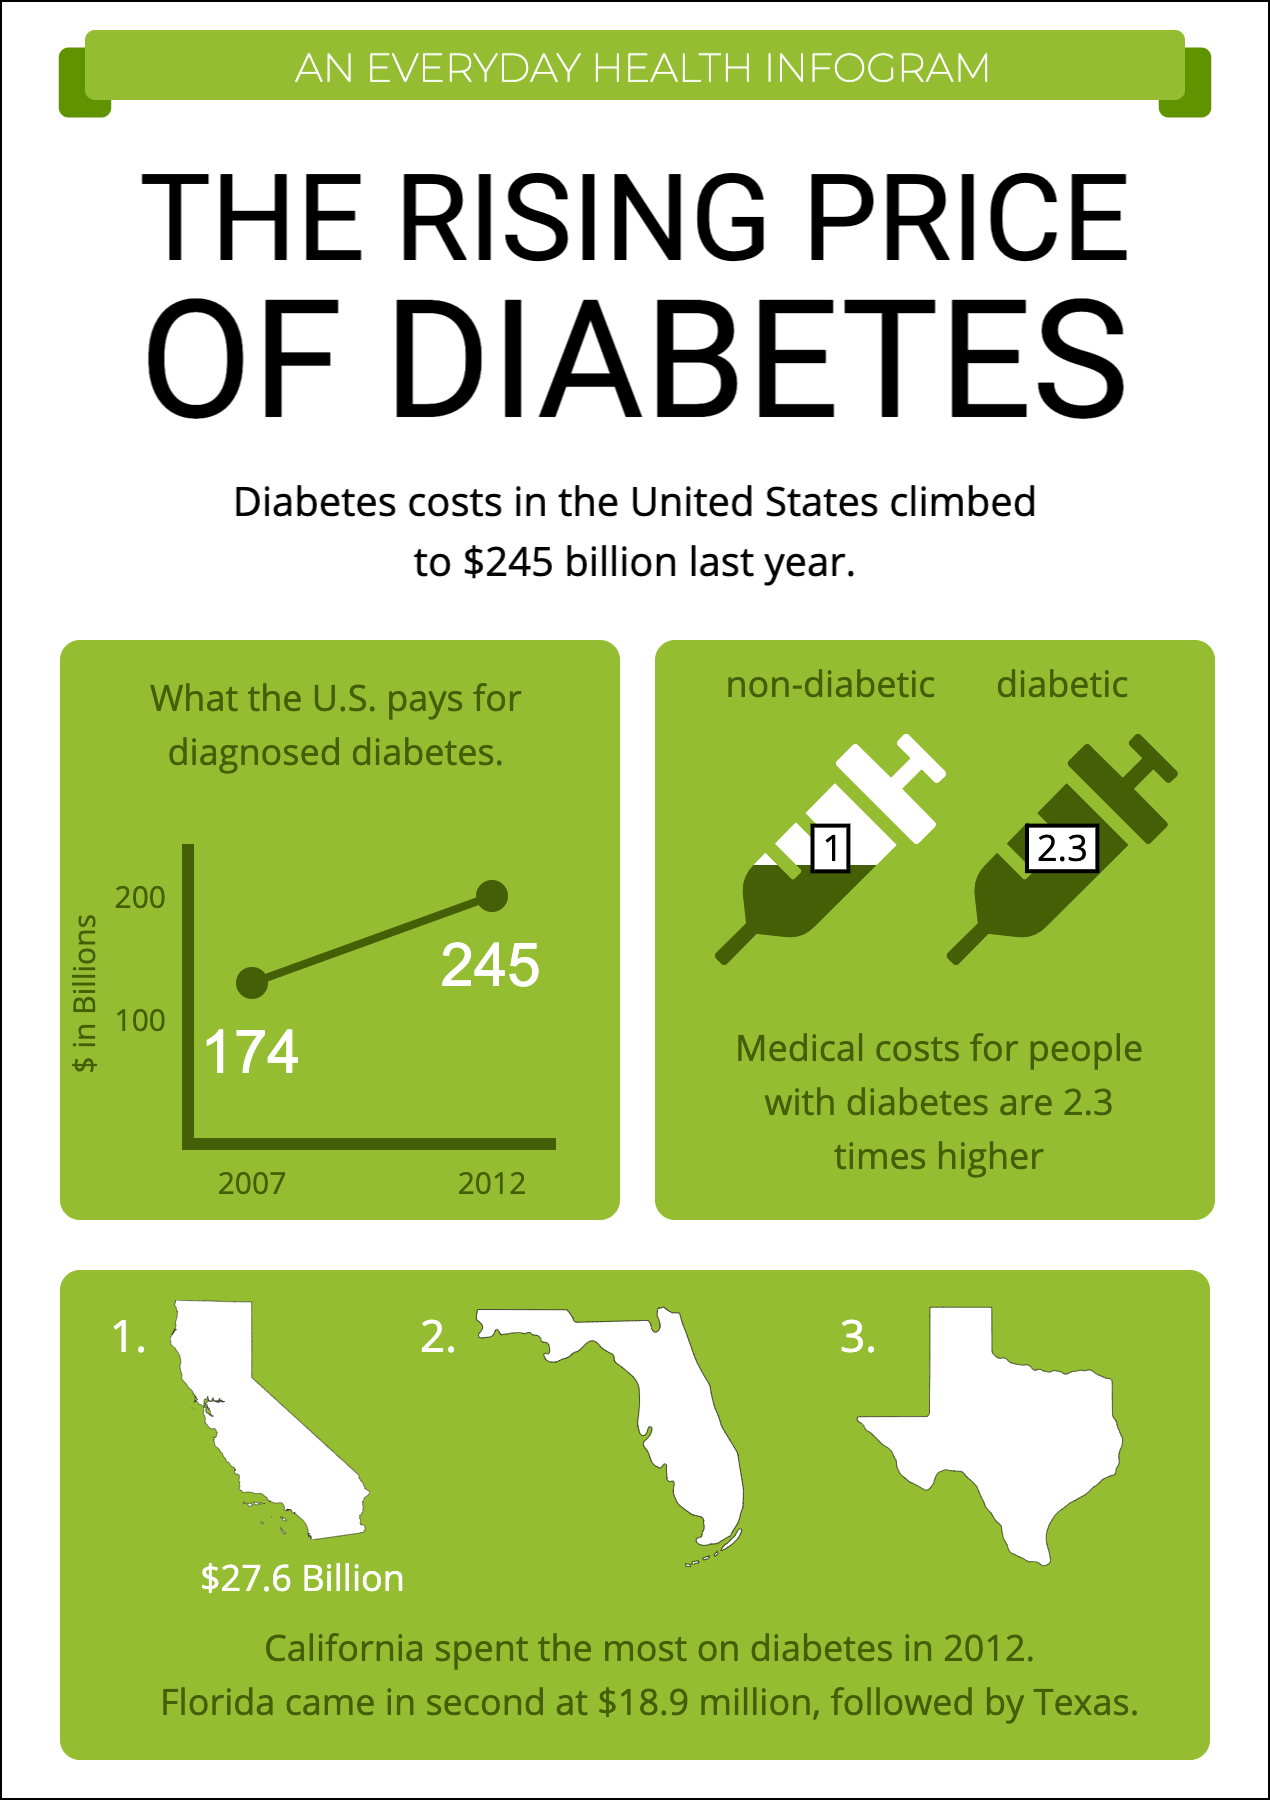 AN EVERYDAY HEALTH INFOGRAM
THE RISING PRICE
OF DIABETES
Diabetes costs in the United States climbed
to $245 billion last year.
What the U.S. pays for
diagnosed diabetes.
$ in Billions
200
100
174
245
2007
2012
non-diabetic
diabetic
1
2.3
Medical costs for people
with diabetes are 2.3
times higher
1.
2.
3.
$27.6 Billion
California spent the most on diabetes in 2012.
Florida came in second at $18.9 million, followed by Texas.